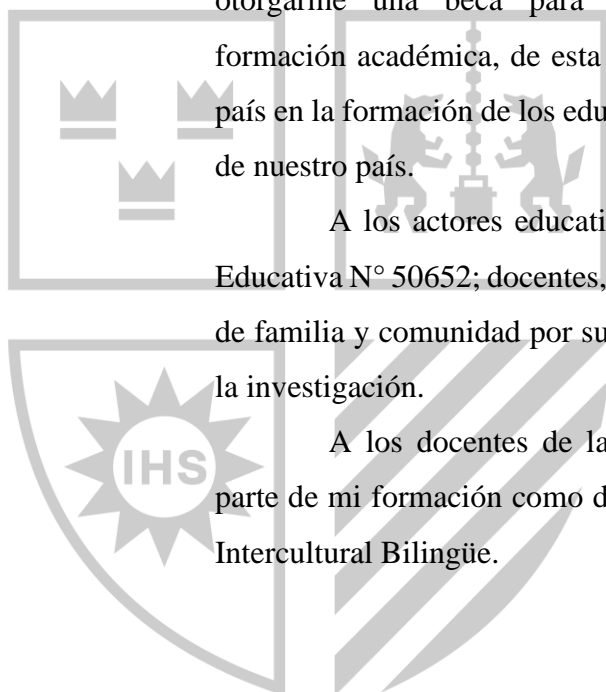 otorgarme una beca para
formación académica, de esta
país en la formación de los edu
de nuestro país.
A los actores educati
Educativa N° 50652; docentes,
de familia y comunidad por su
la investigación.
A los docentes de la
IHS
parte de mi formación como d
Intercultural Bilingüe.